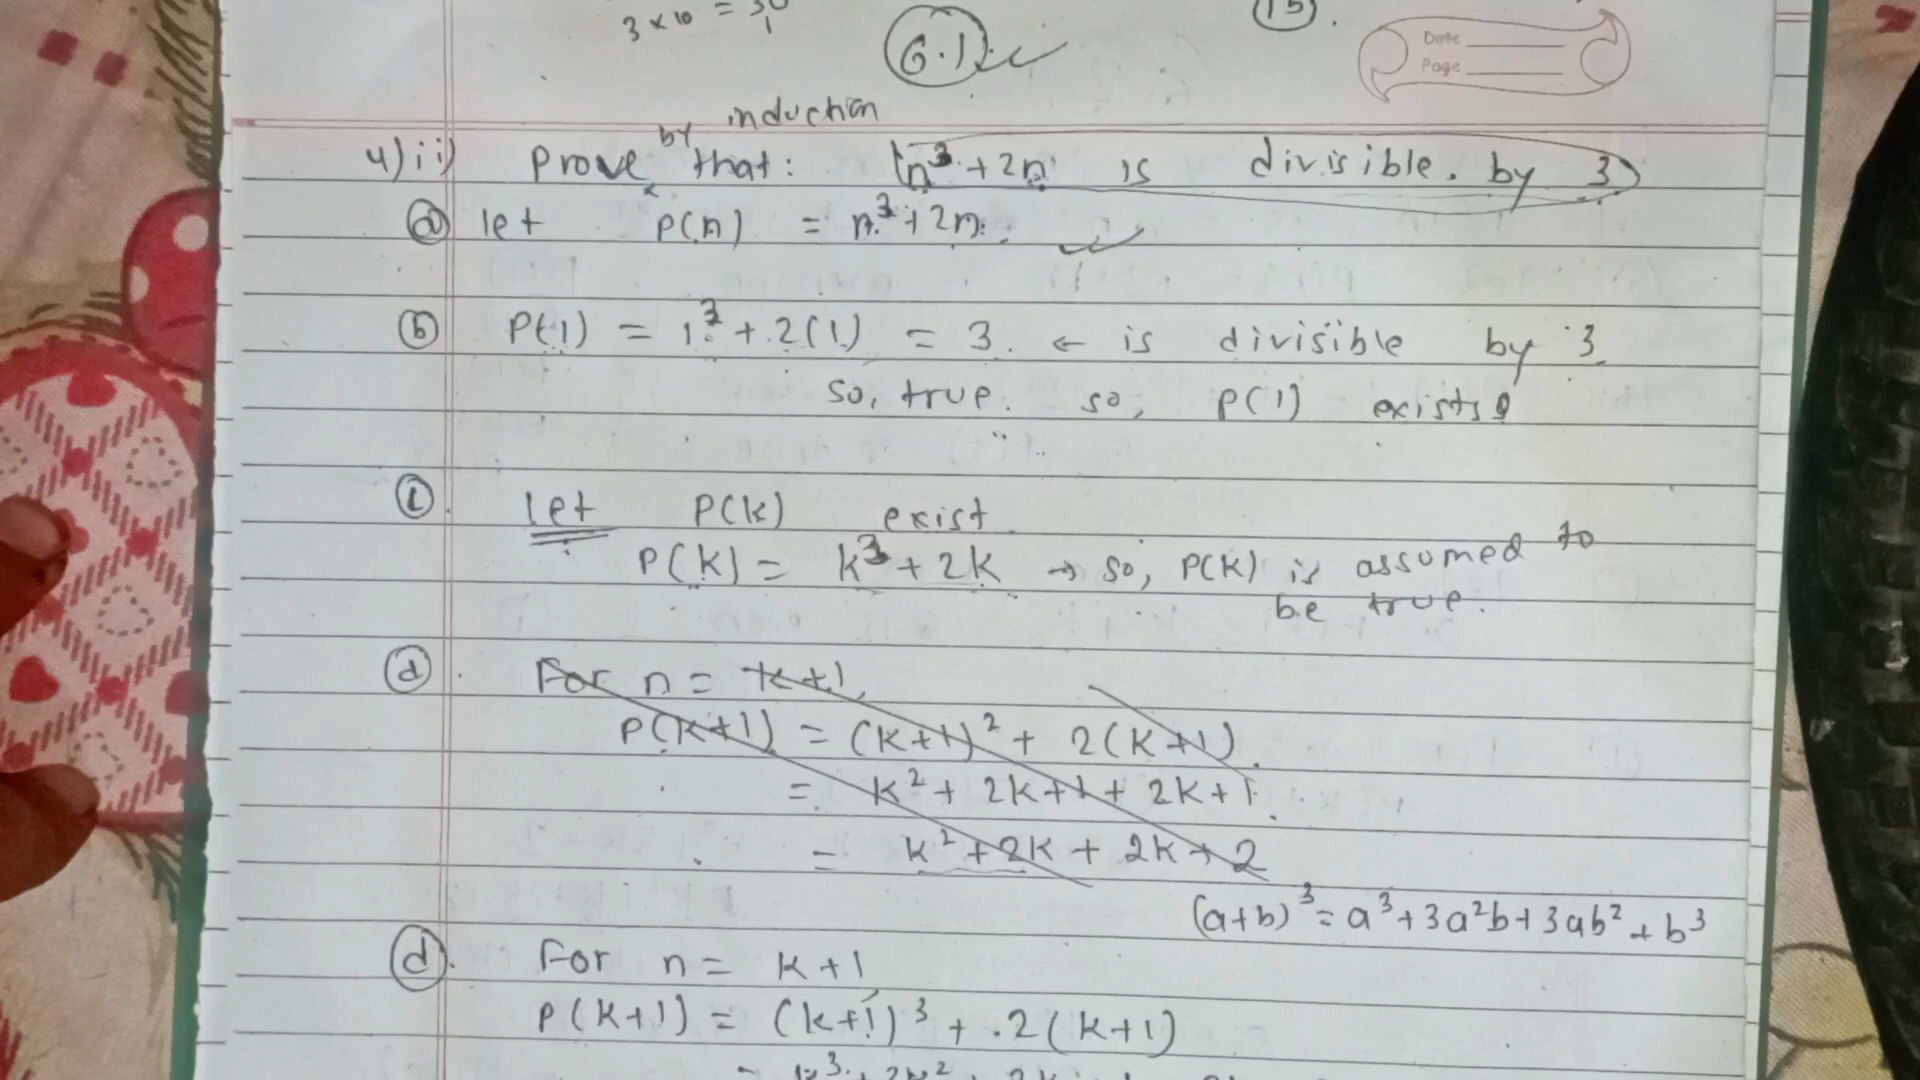 3 × 10 = 30
1
6.1
15.
Date
Page
by induction
4) ii) Prove that: n³ + 2n is divisible by 3
ⓐ let P(n) = n³ + 2n.
ⓑ P(1) = 1³ + 2(1) = 3. ← is divisible by 3
so, true. so, P(1) exists
ⓒ let P(k) exist
P(k) = k³ + 2k → so, P(k) is assumed to
be true.
ⓓ. For n = k+1,
P(k+1) = (k+1)² + 2(k+1).
= k² + 2k + 1 + 2k + 1.
= k² + 2k + 2k + 2
(a+b)³ = a³ + 3a²b + 3ab² + b³
ⓓ. For n = k + 1
P(k+1) = (k+1)³ + 2(k+1)